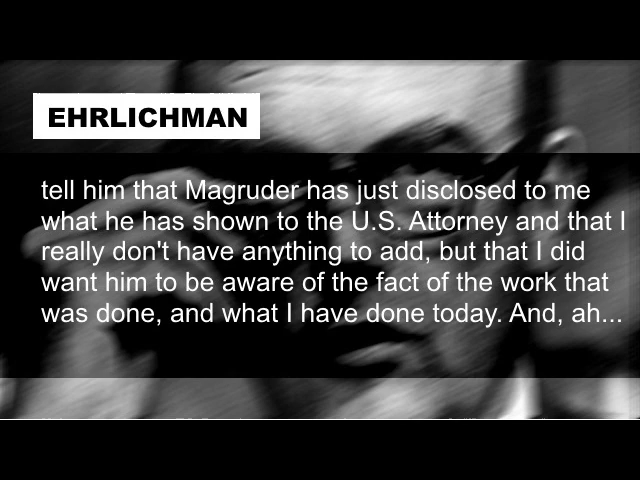 EHRLICHMAN
tell him that Magruder has just disclosed to me
what he has shown to the U.S. Attorney and that I
really don't have anything to add, but that I did
want him to be aware of the fact of the work that
was done, and what I have done today. And, ah...